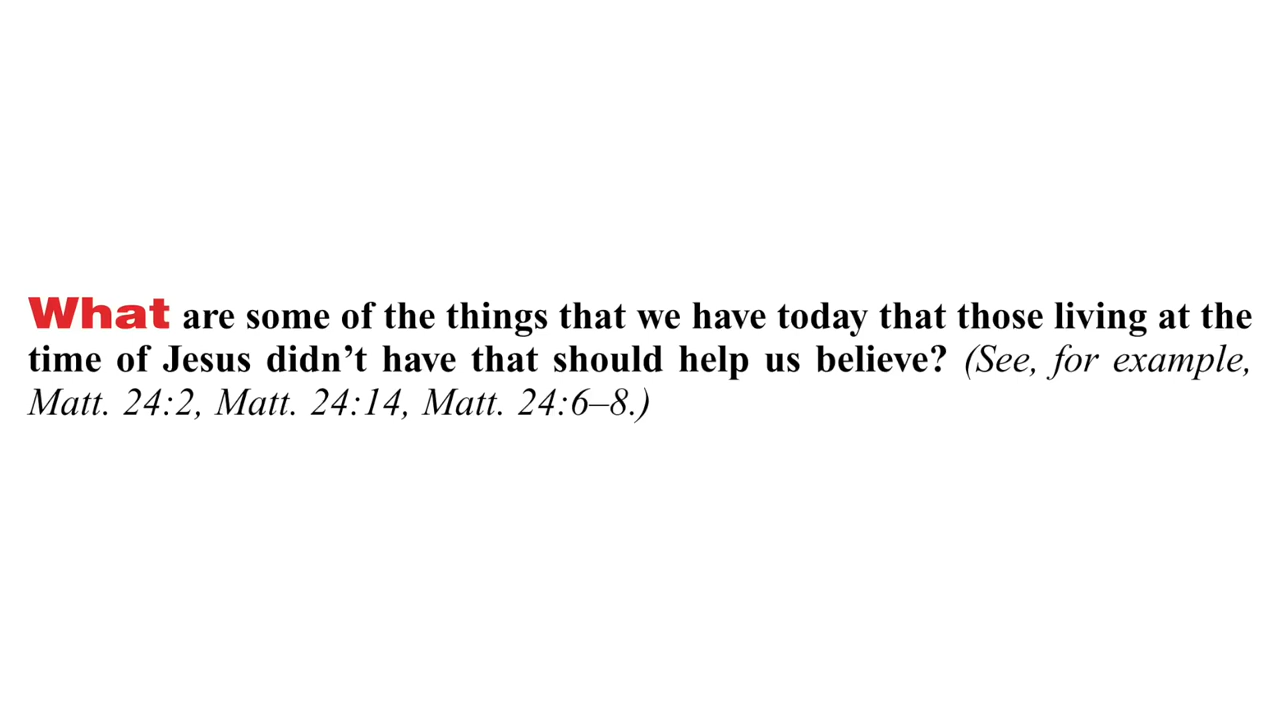 What are some of the things that we have today that those living at the
time of Jesus didn’t have that should help us believe? (See, for example,
Matt. 24:2, Matt. 24:14, Matt. 24:6–8.)